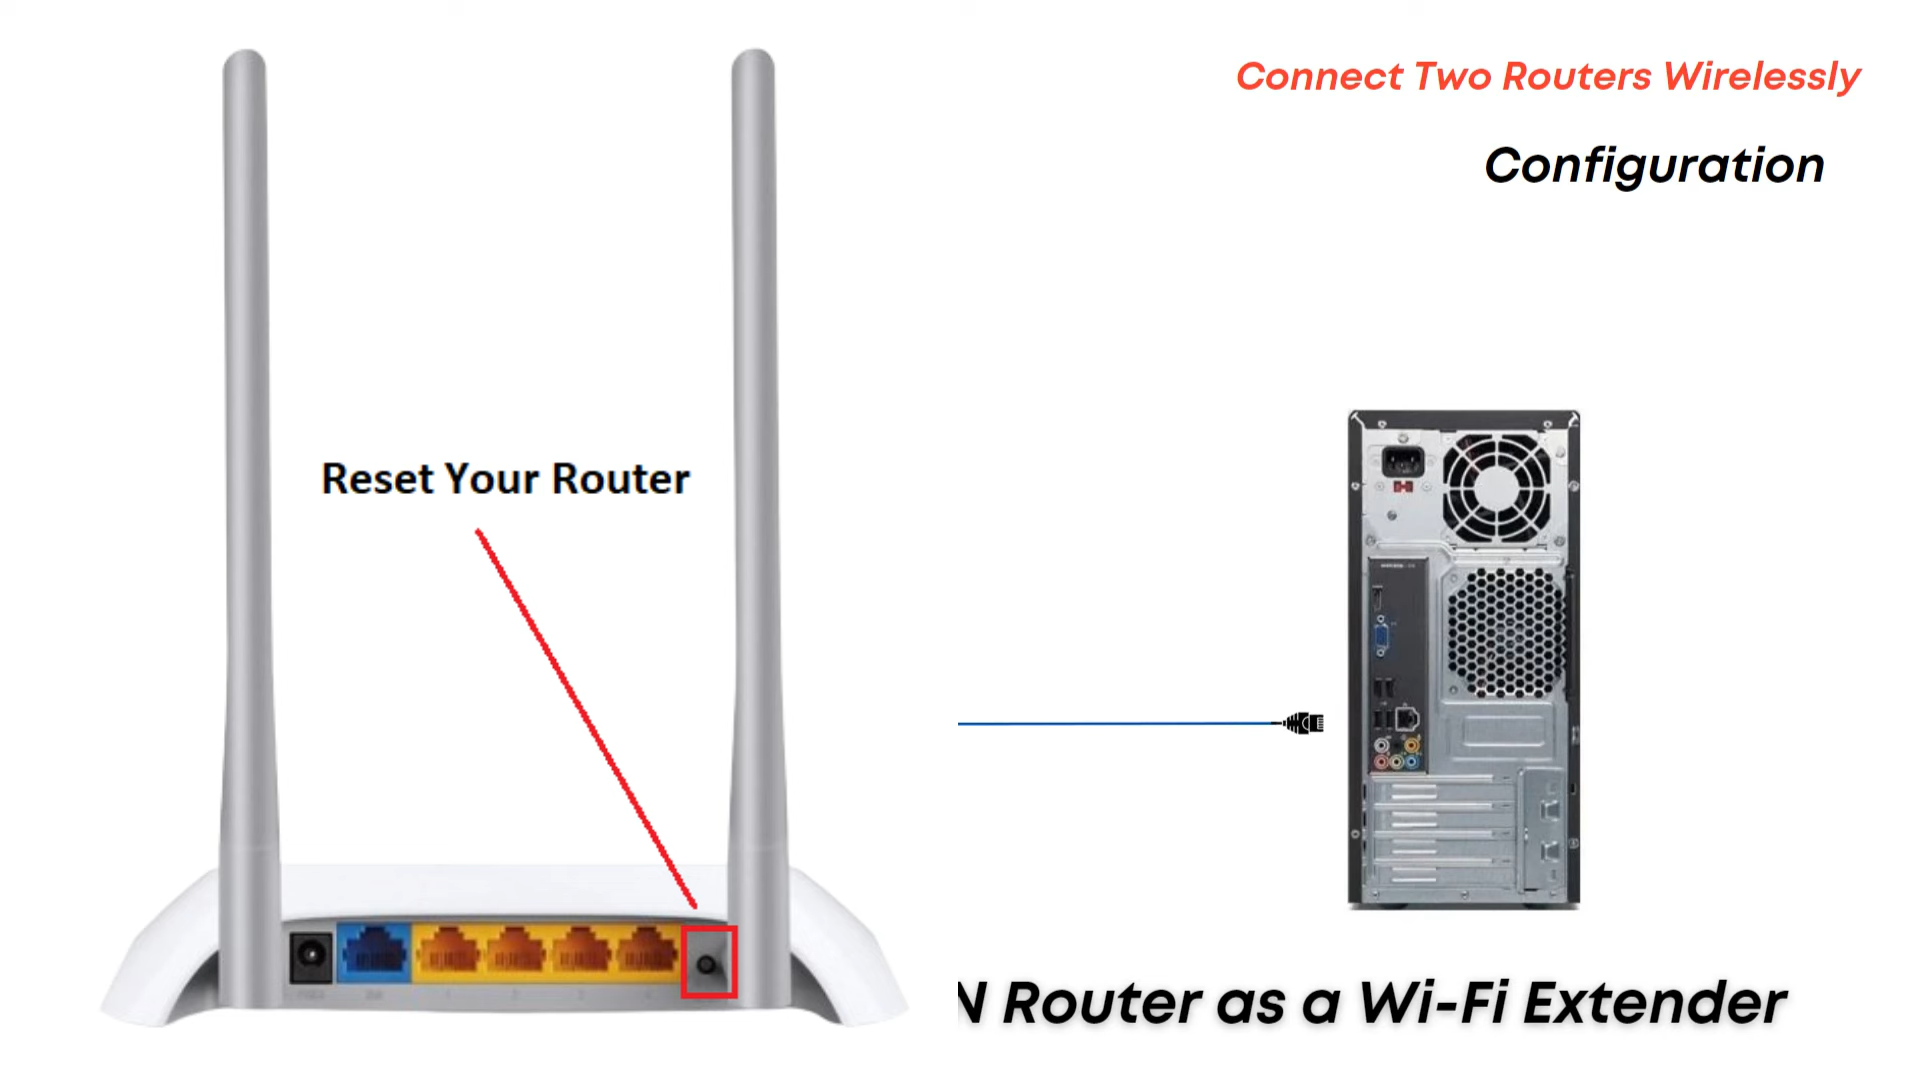 Connect Two Routers Wirelessly
Configuration
Reset Your Router
N Router as a Wi-Fi Extender